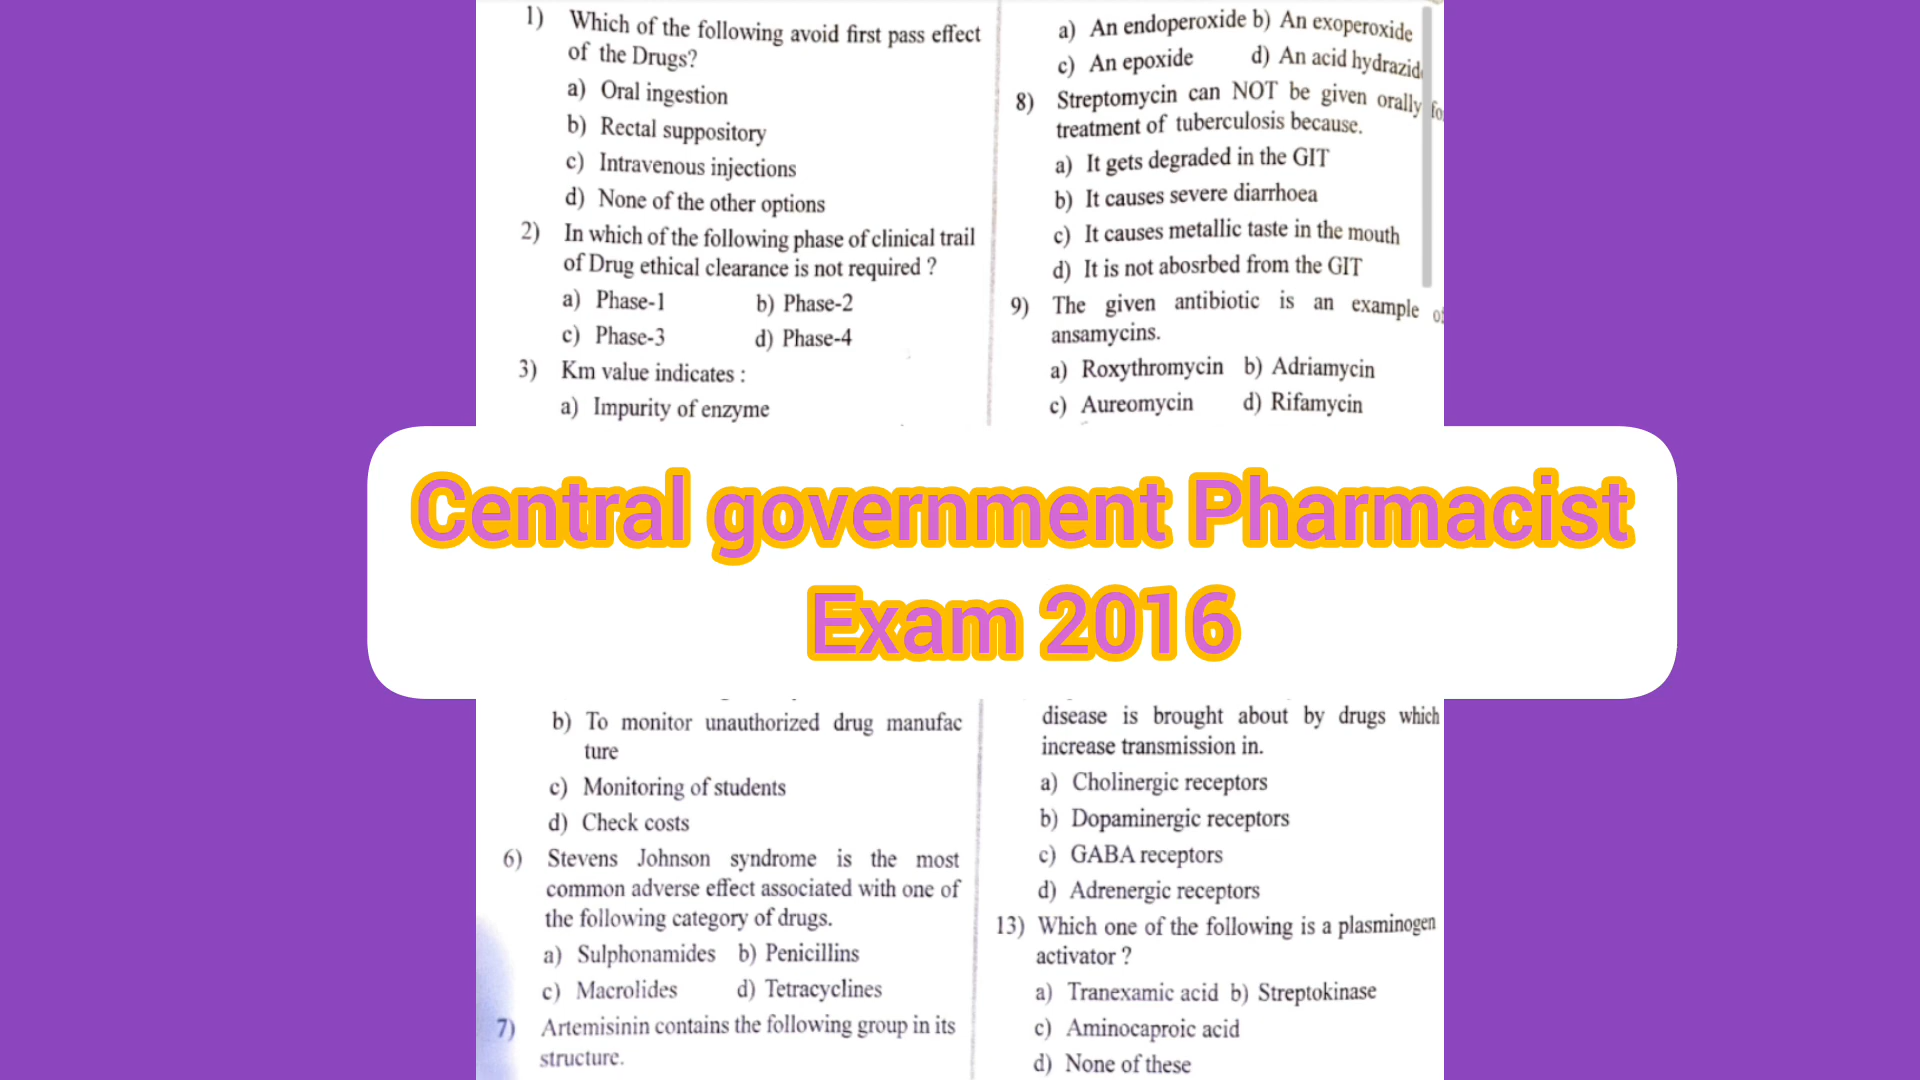 1) Which of the following avoid first pass effect
of the Drugs?
a) Oral ingestion
b) Rectal suppository
c) Intravenous injections
d) None of the other options
2) In which of the following phase of clinical trail
of Drug ethical clearance is not required ?
a) Phase-1 b) Phase-2
c) Phase-3 d) Phase-4
3) Km value indicates :
a) Impurity of enzyme
a) An endoperoxide b) An exoperoxide
c) An epoxide d) An acid
8) Streptomycin can NOT be given orally
treatment of tuberculosis because.
a) It gets degraded in the GIT
b) It causes severe diarrhoea
c) It causes metallic taste in the mouth
d) It is not abosrbed from the GIT
9) The given antibiotic is an example
ansamycins.
a) Roxythromycin b) Adriamycin
c) Aureomycin d) Rifamycin
Central government Pharmacist
Exam 2016
b) To monitor unauthorized drug manufac
ture
c) Monitoring of students
d) Check costs
6) Stevens Johnson syndrome is the most
common adverse effect associated with one of
the following category of drugs.
a) Sulphonamides b) Penicillins
c) Macrolides d) Tetracyclines
7) Artemisinin contains the following group in its
structure.
disease is brought about by drugs which
increase transmission in.
a) Cholinergic receptors
b) Dopaminergic receptors
c) GABA receptors
d) Adrenergic receptors
13) Which one of the following is a plasminogen
activator ?
a) Tranexamic acid b) Streptokinase
c) Aminocaproic acid
d) None of these